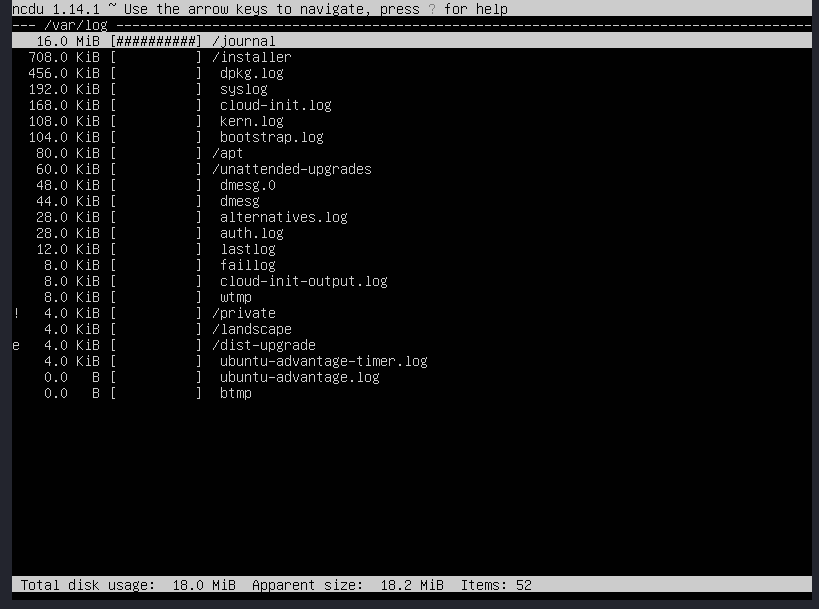 ncdu 1.14.1 ~ Use the arrow keys to navigate, press ? for help
--- /var/log ----------------------------------------------------------------------------------------
   16.0 MiB [##########] /journal
  708.0 KiB [          ] /installer
  456.0 KiB [          ]  dpkg.log
  192.0 KiB [          ]  syslog
  168.0 KiB [          ]  cloud-init.log
  108.0 KiB [          ]  kern.log
  104.0 KiB [          ]  bootstrap.log
   80.0 KiB [          ] /apt
   60.0 KiB [          ] /unattended-upgrades
   48.0 KiB [          ]  dmesg.0
   44.0 KiB [          ]  dmesg
   28.0 KiB [          ]  alternatives.log
   28.0 KiB [          ]  auth.log
   12.0 KiB [          ]  lastlog
    8.0 KiB [          ]  faillog
    8.0 KiB [          ]  cloud-init-output.log
    8.0 KiB [          ]  wtmp
!   4.0 KiB [          ] /private
    4.0 KiB [          ] /landscape
e   4.0 KiB [          ] /dist-upgrade
    4.0 KiB [          ]  ubuntu-advantage-timer.log
    0.0   B [          ]  ubuntu-advantage.log
    0.0   B [          ]  btmp
Total disk usage:  18.0 MiB  Apparent size:  18.2 MiB  Items: 52